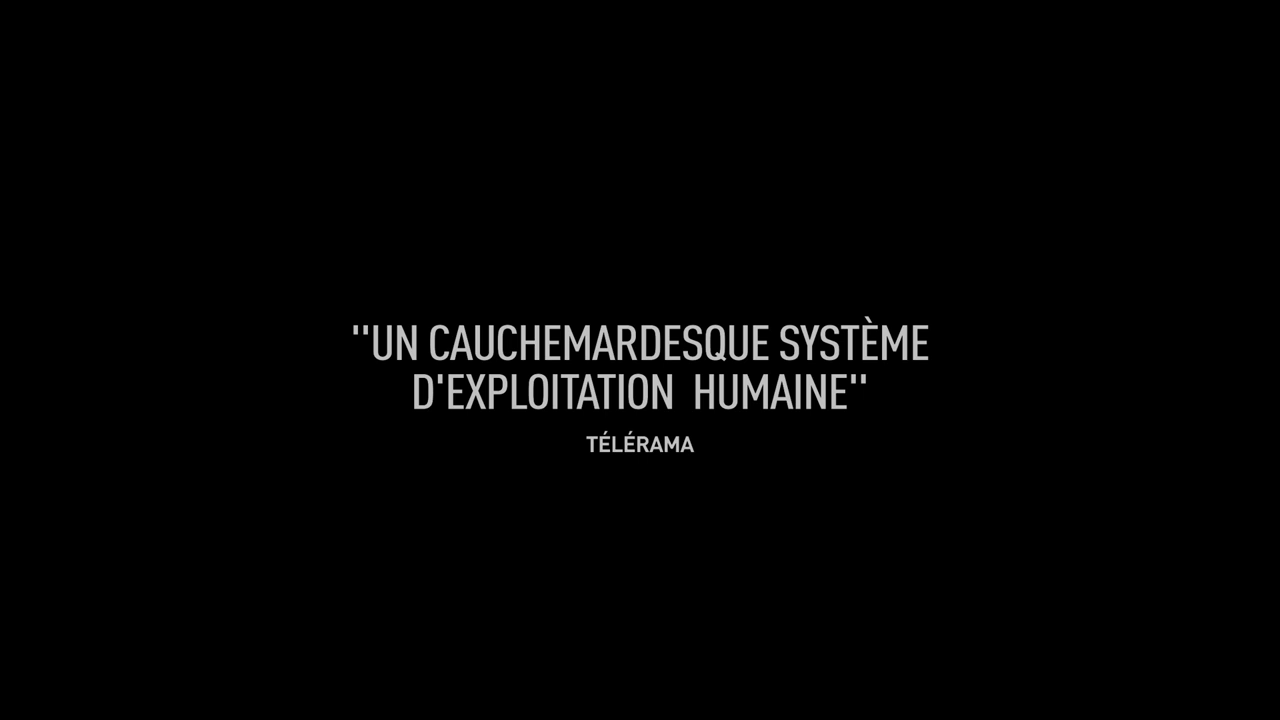 ''UN CAUCHEMARDESQUE SYSTÈME
D'EXPLOITATION  HUMAINE''
TÉLÉRAMA